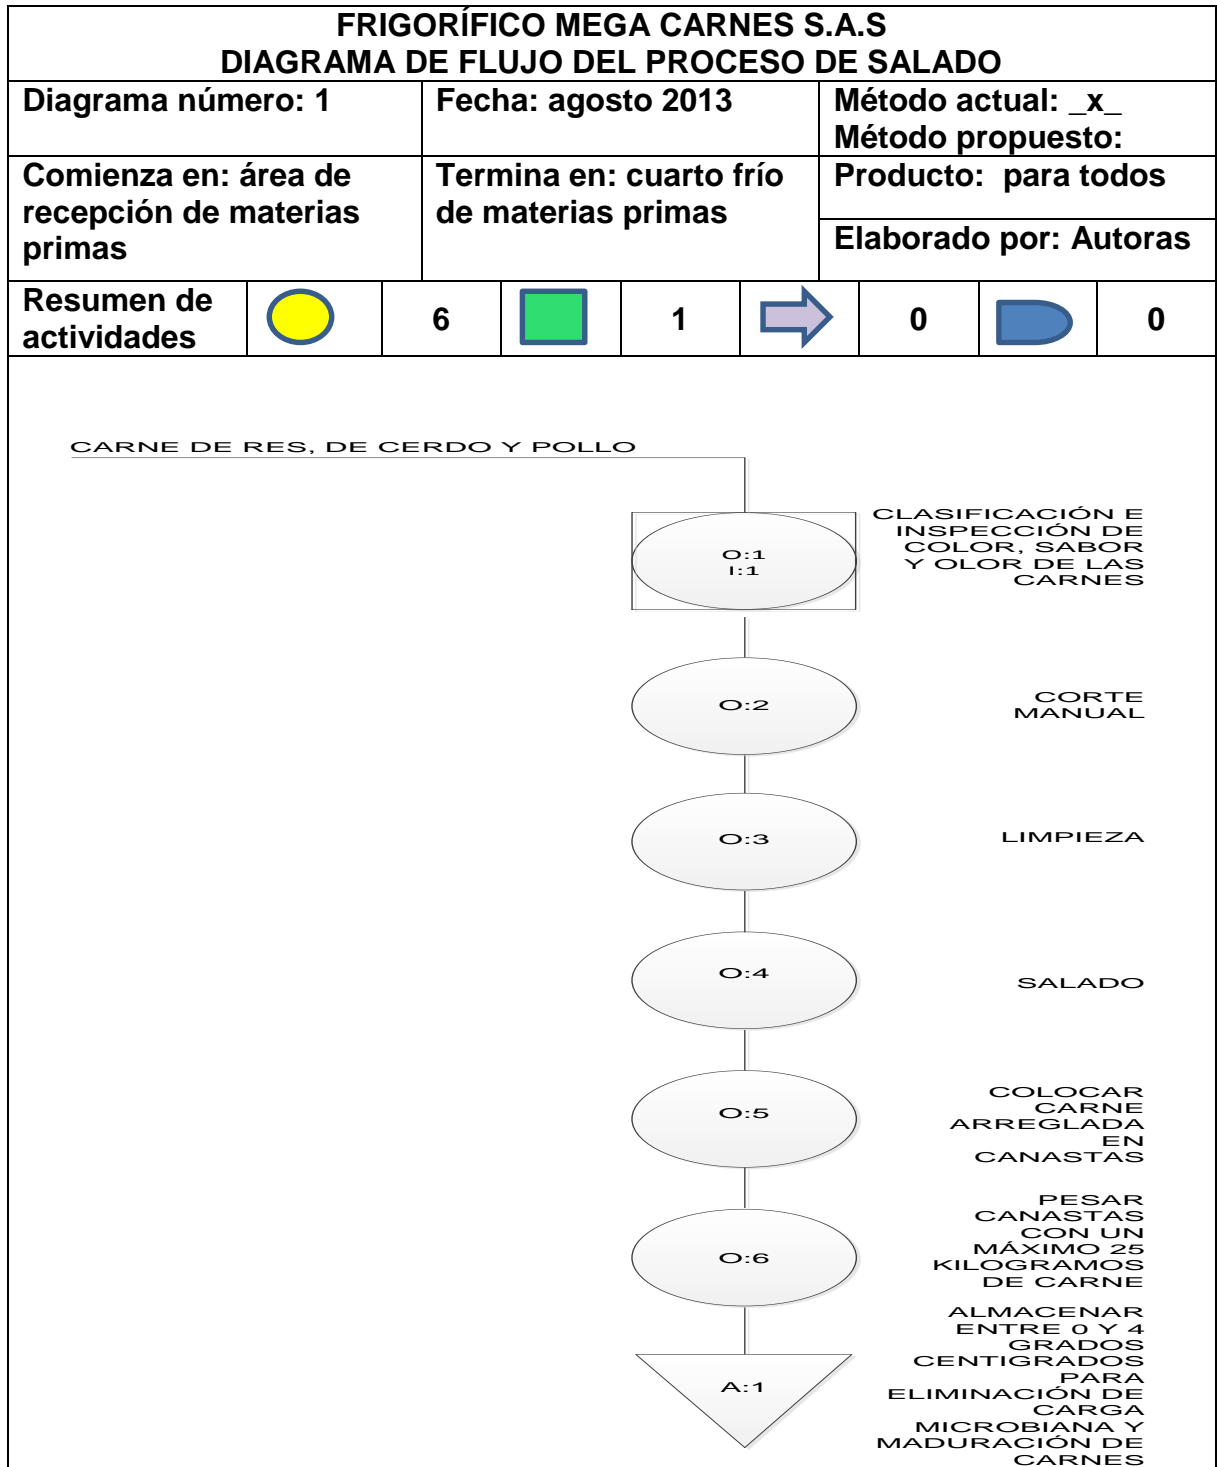 FRIGORÍFICO MEGA CARNES S.A.S
DIAGRAMA DE FLUJO DEL PROCESO DE SALADO
Diagrama número: 1
Fecha: agosto 2013
Método actual: _x_
Método propuesto:
Comienza en: área de
recepción de materias
primas
Termina en: cuarto frío
de materias primas
Producto: para todos
Elaborado por: Autoras
Resumen de
actividades
6
1
0
0
CARNE DE RES, DE CERDO Y POLLO
O:1
I:1
CLASIFICACIÓN E
INSPECCIÓN DE
COLOR, SABOR
Y OLOR DE LAS
CARNES
O:2
CORTE
MANUAL
O:3
LIMPIEZA
O:4
SALADO
O:5
COLOCAR
CARNE
ARREGLADA
EN
CANASTAS
O:6
PESAR
CANASTAS
CON UN
MÁXIMO 25
KILOGRAMOS
DE CARNE
A:1
ALMACENAR
ENTRE 0 Y 4
GRADOS
CENTIGRADOS
PARA
ELIMINACIÓN DE
CARGA
MICROBIANA Y
MADURACIÓN DE
CARNES